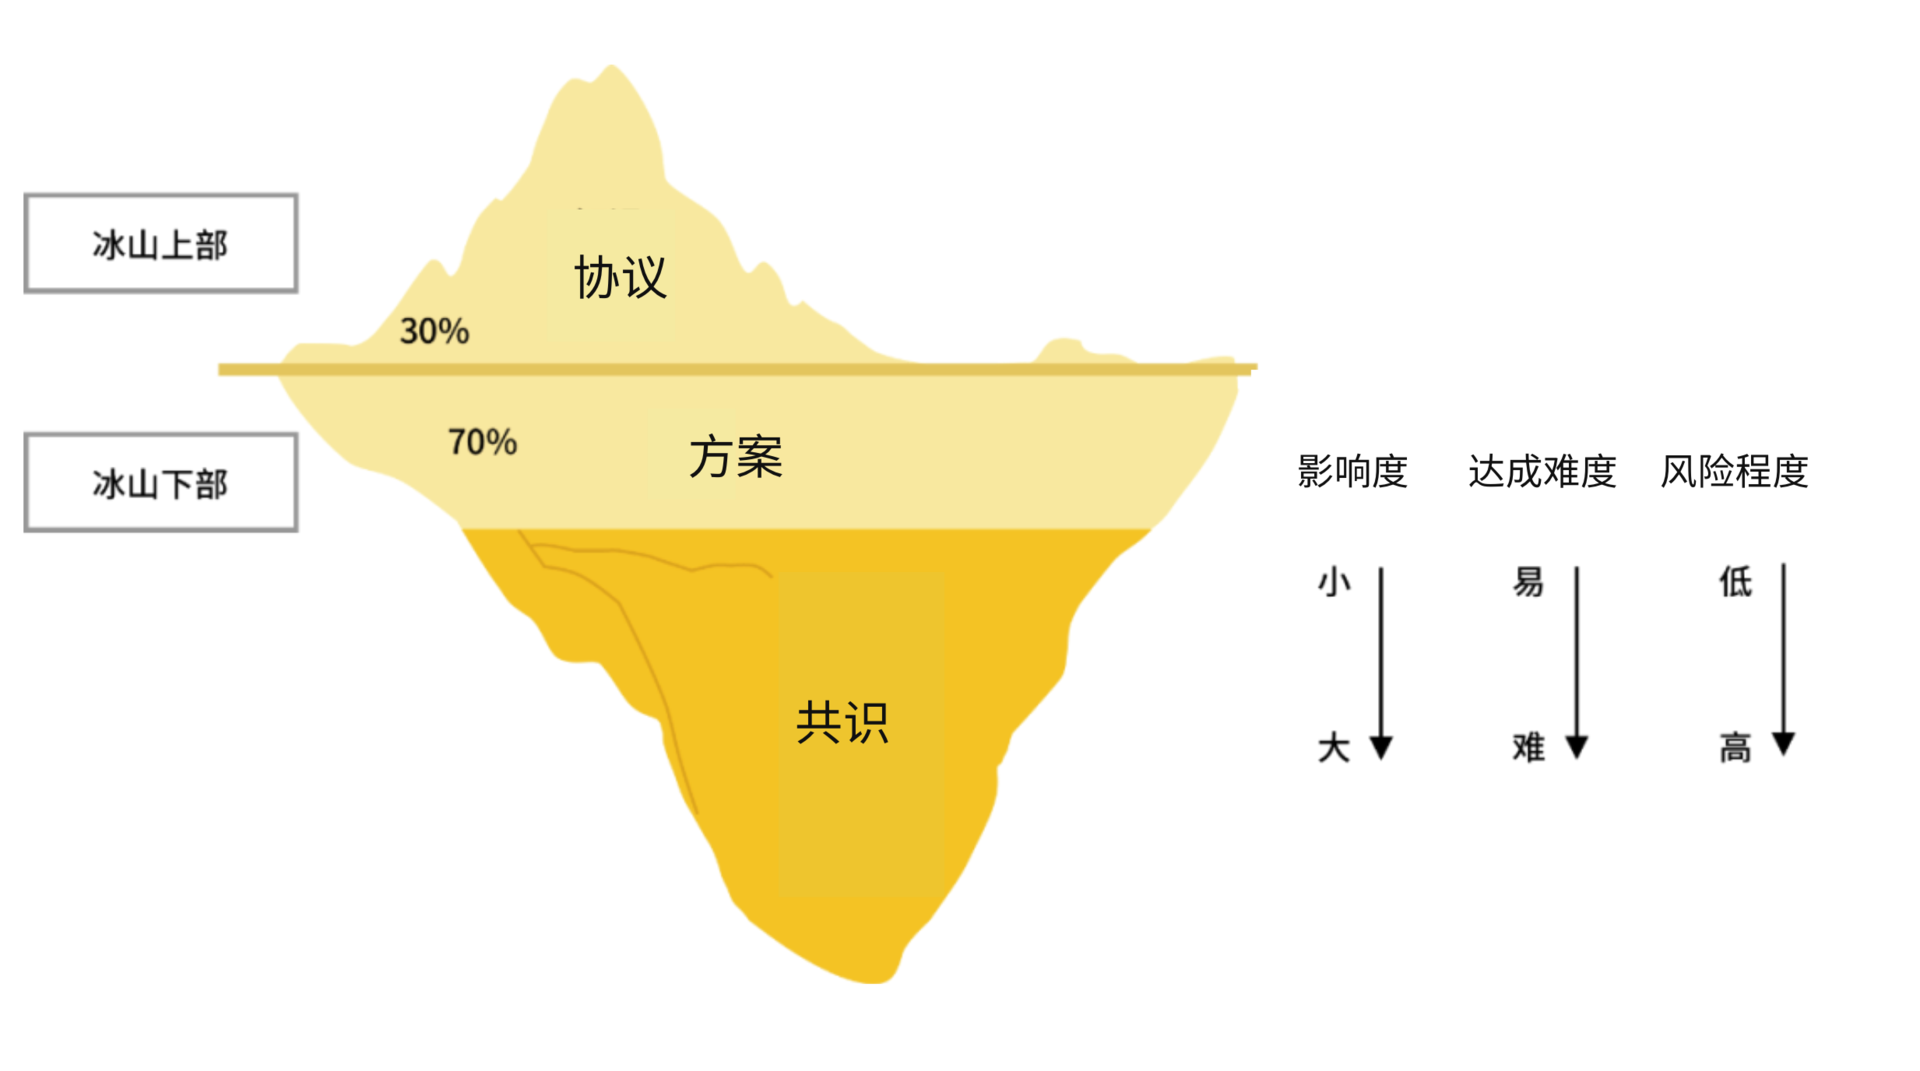 冰山上部
协议
30%
70%
方案
冰山下部
共识
影响度 达成难度 风险程度
小 易 低
大 难 高